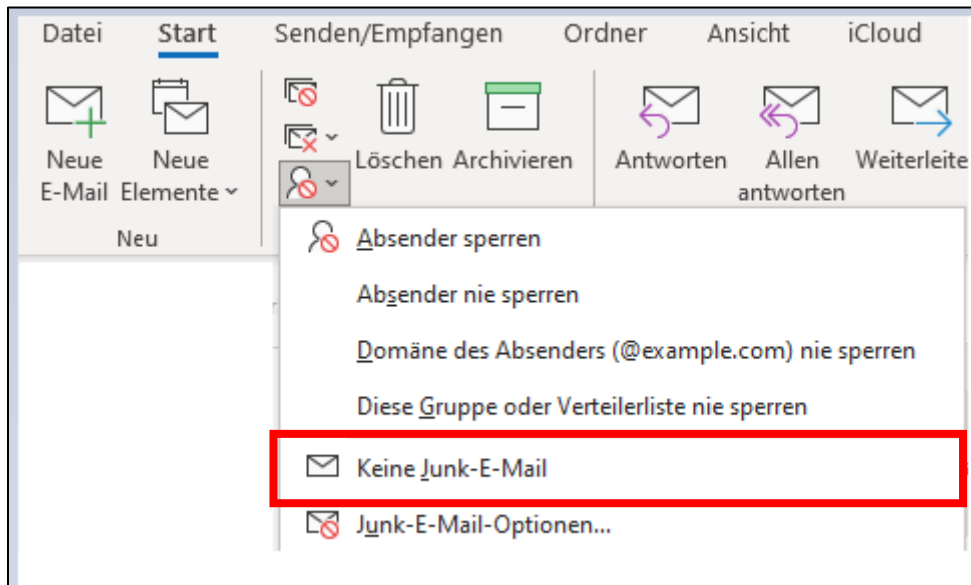 Datei Start Senden/Empfangen Ordner Ansicht iCloud
Neue E-Mail
Neue Elemente
Löschen Archivieren
Antworten
Allen antworten
Weiterleite
Neu
Absender sperren
Absender nie sperren
Domäne des Absenders (@example.com) nie sperren
Diese Gruppe oder Verteilerliste nie sperren
Keine Junk-E-Mail
Junk-E-Mail-Optionen...